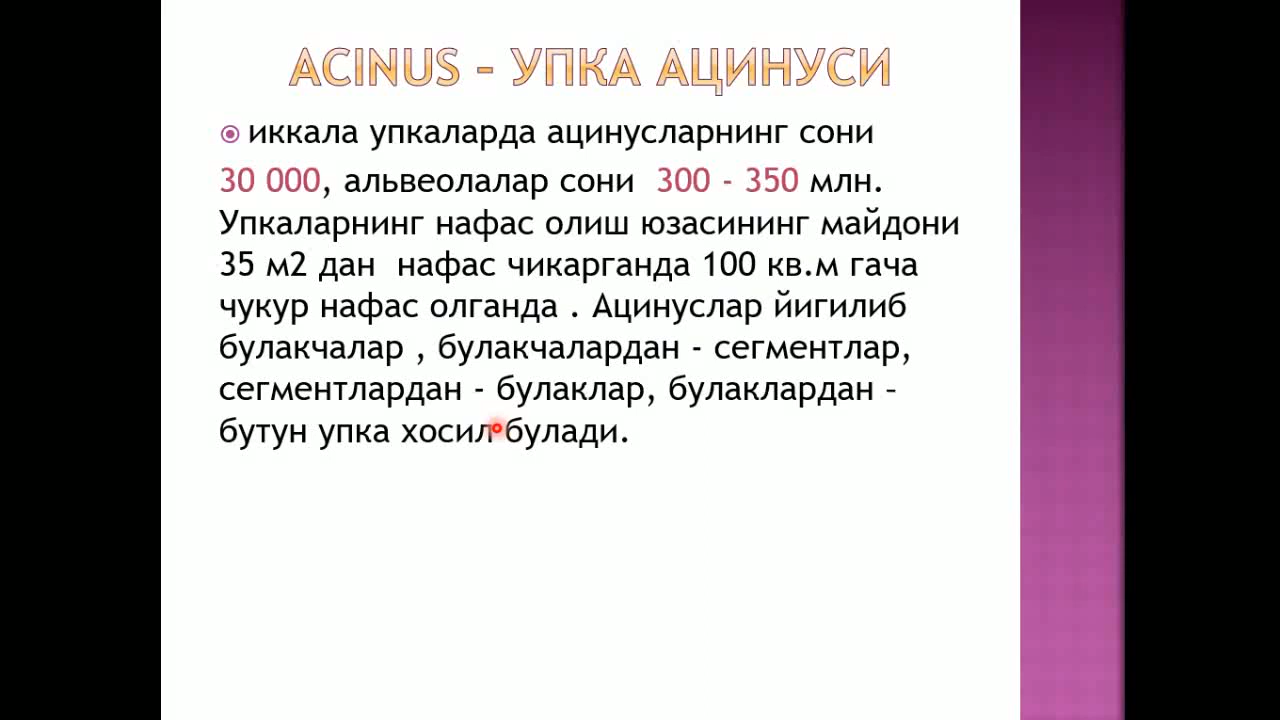 ACINUS – УПКА АЦИНУСИ
иккала упкаларда ацинусларнинг сони
30 000, альвеолалар сони 300 - 350 млн.
Упкаларнинг нафас олиш юзасининг майдони
35 м2 дан нафас чикарганда 100 кв.м гача
чукур нафас олганда . Ацинуслар йигилиб
булакчалар , булакчалардан - сегментлар,
сегментлардан - булаклар, булаклардан –
бутун упка хосил булади.